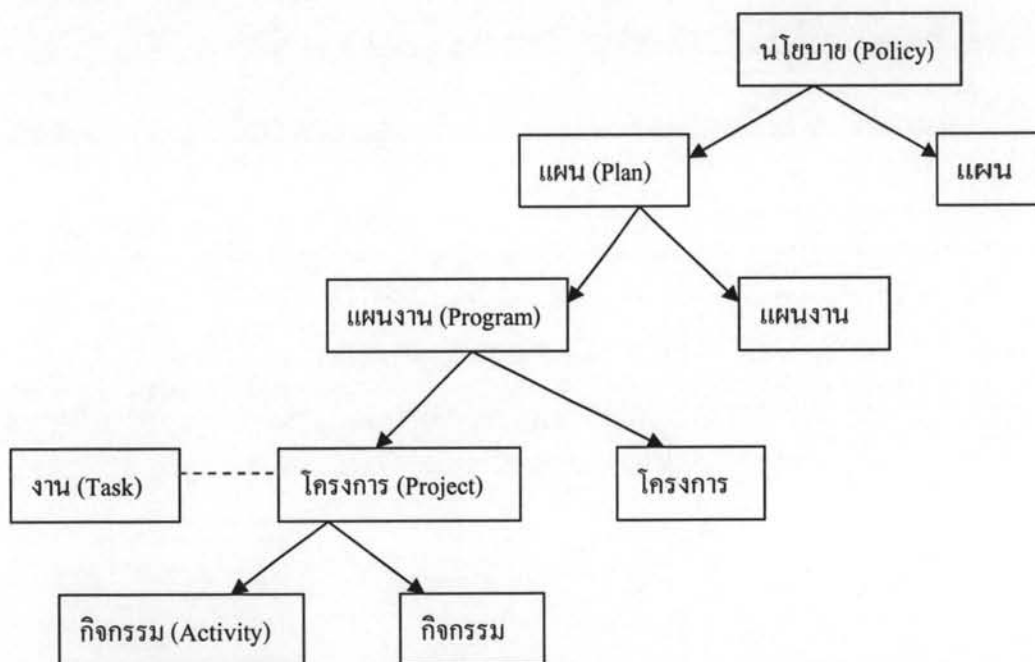 นโยบาย (Policy)
แผน (Plan)
แผน
แผนงาน (Program)
แผนงาน
งาน (Task)
โครงการ (Project)
โครงการ
กิจกรรม (Activity)
กิจกรรม